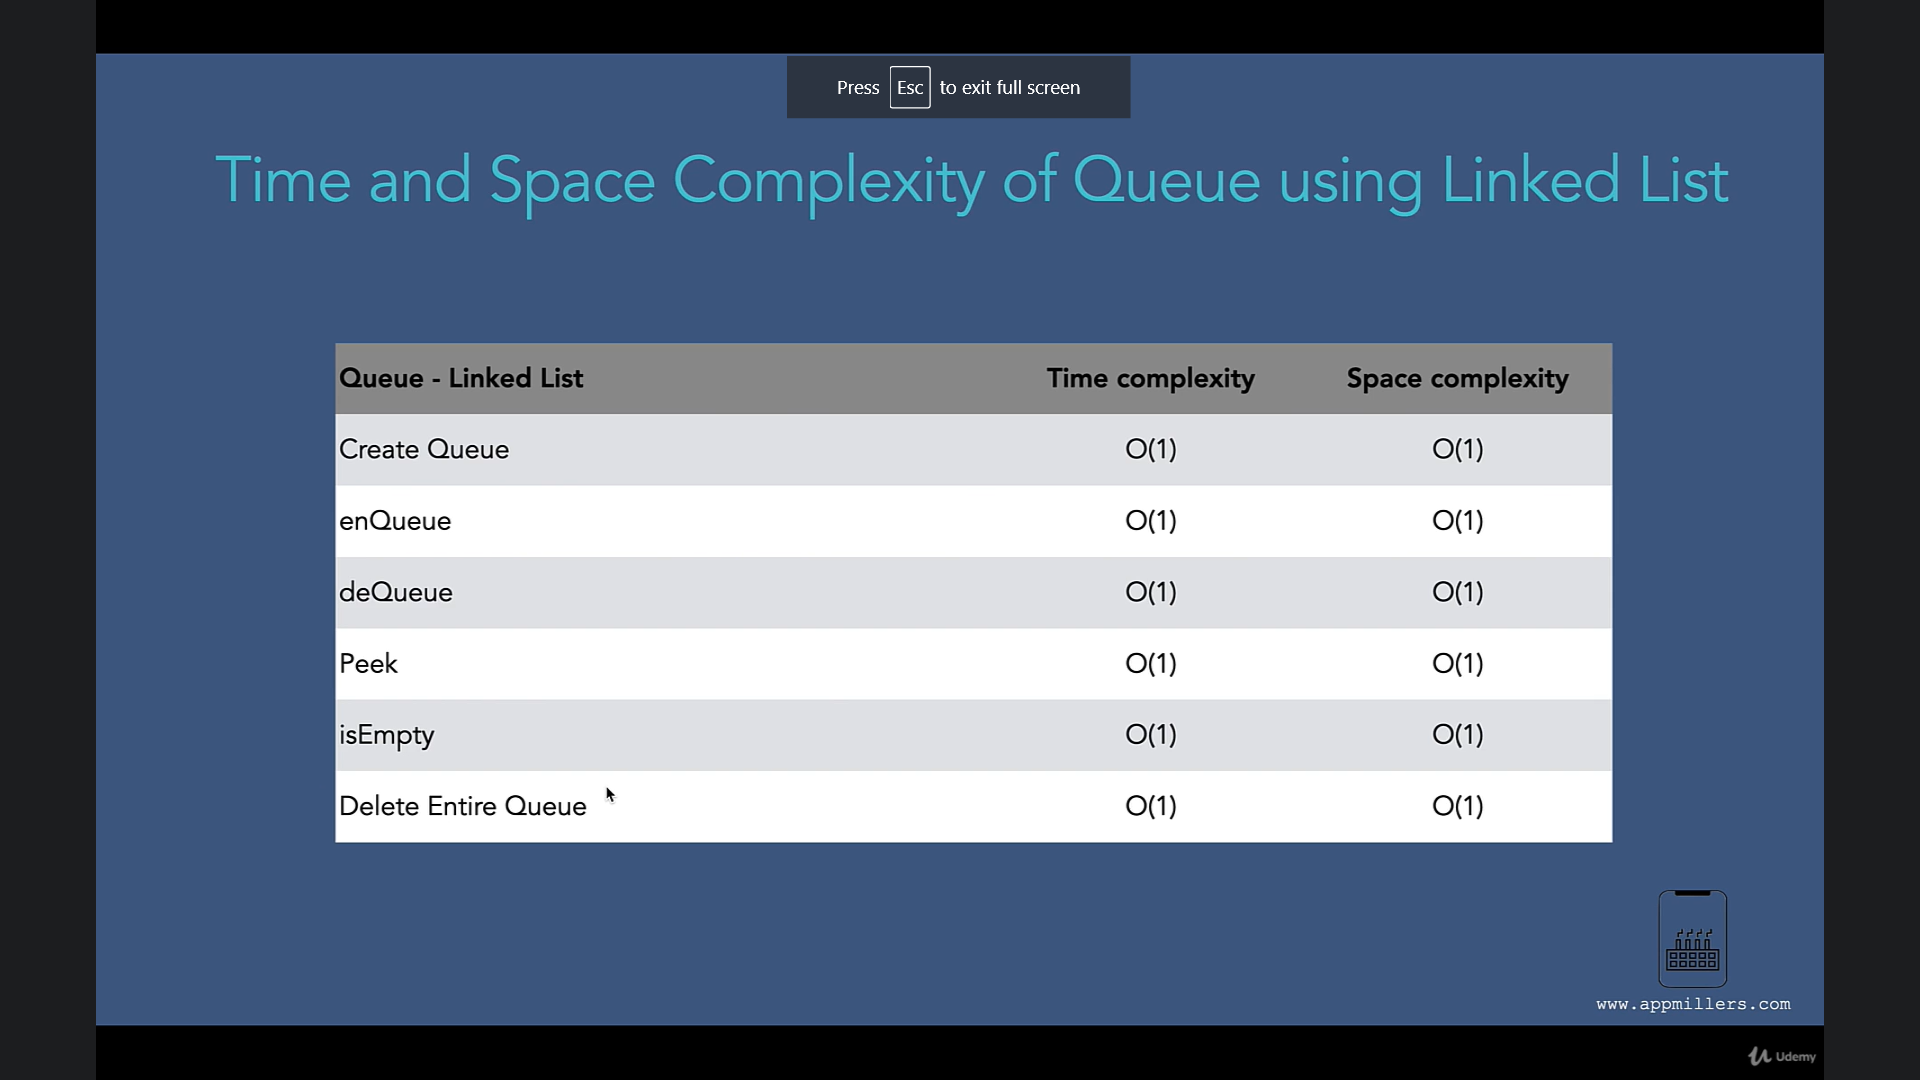 Press Esc to exit full screen
Time and Space Complexity of Queue using Linked List
Queue - Linked List Time complexity Space complexity
Create Queue O(1) O(1)
enQueue O(1) O(1)
deQueue O(1) O(1)
Peek O(1) O(1)
isEmpty O(1) O(1)
Delete Entire Queue O(1) O(1)
www.appmillers.com
Udemy